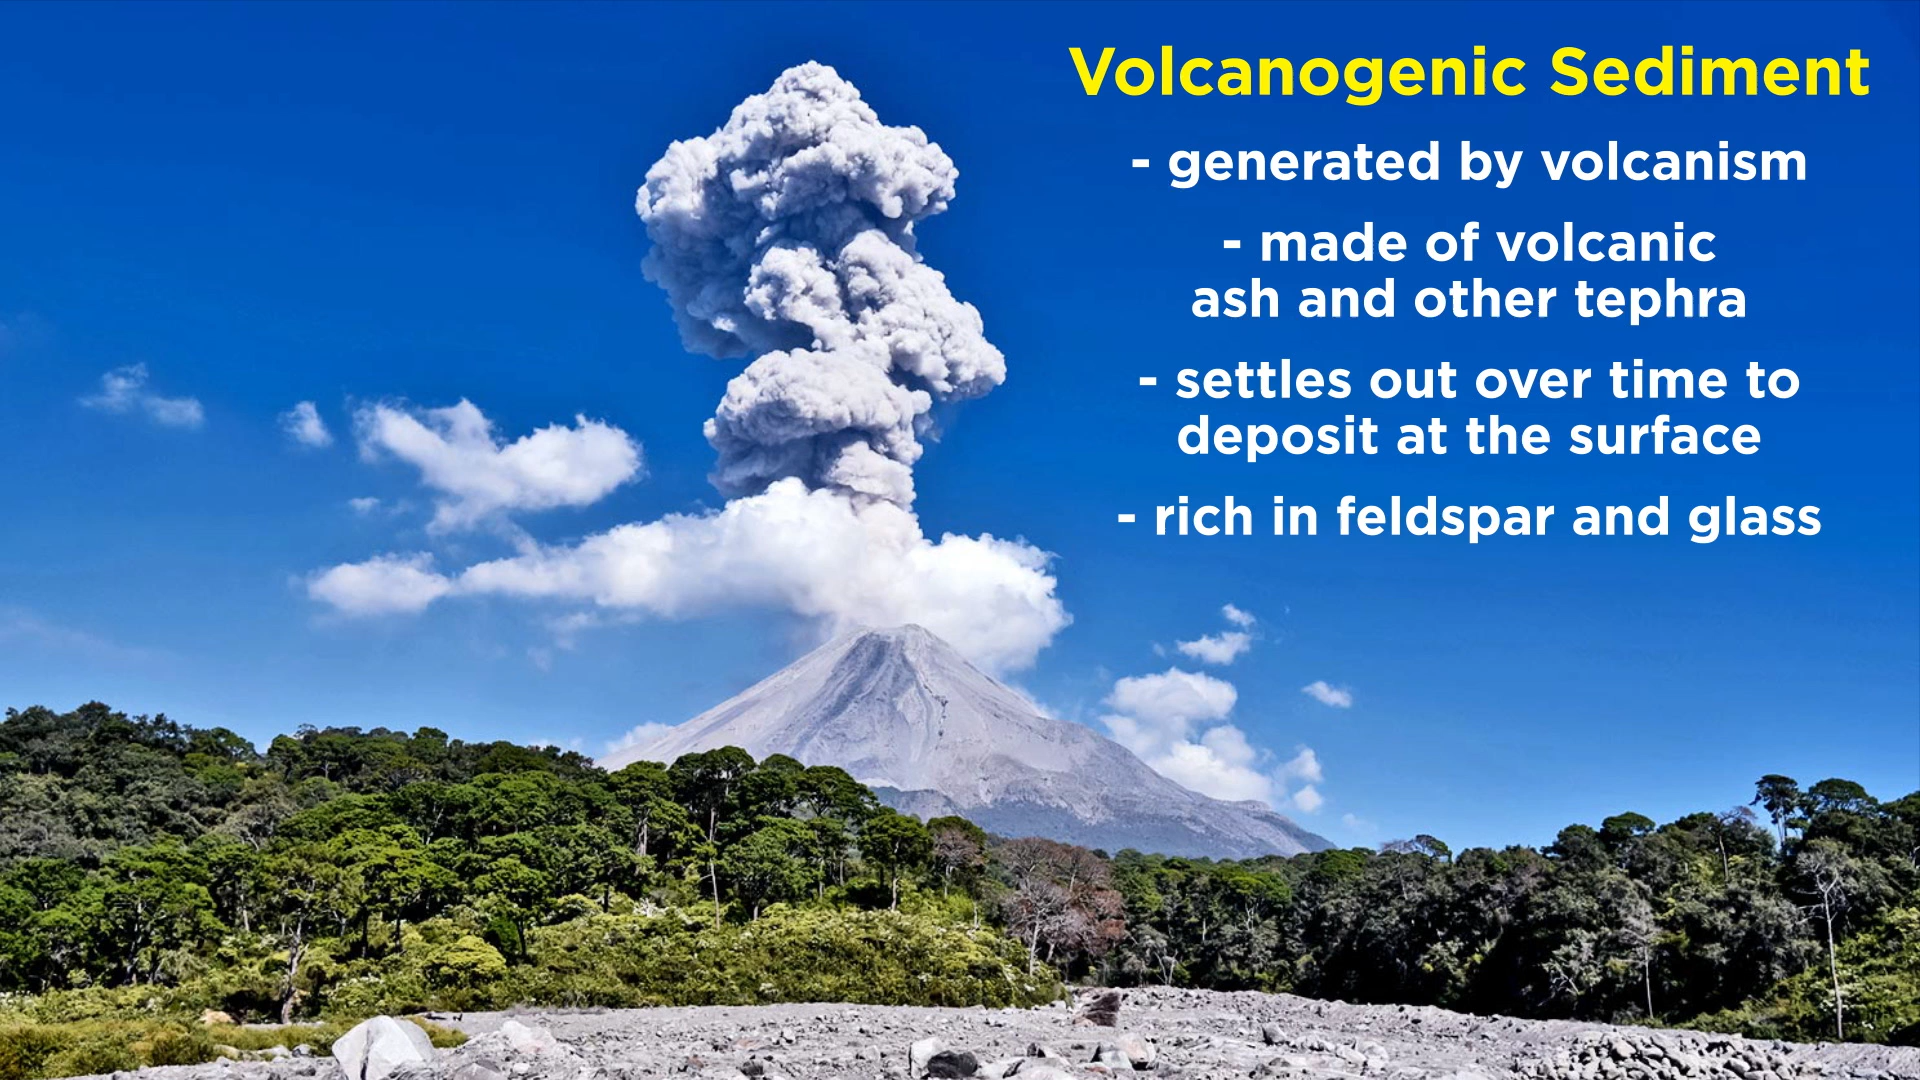 Volcanogenic Sediment
- generated by volcanism
- made of volcanic
ash and other tephra
- settles out over time to
deposit at the surface
- rich in feldspar and glass